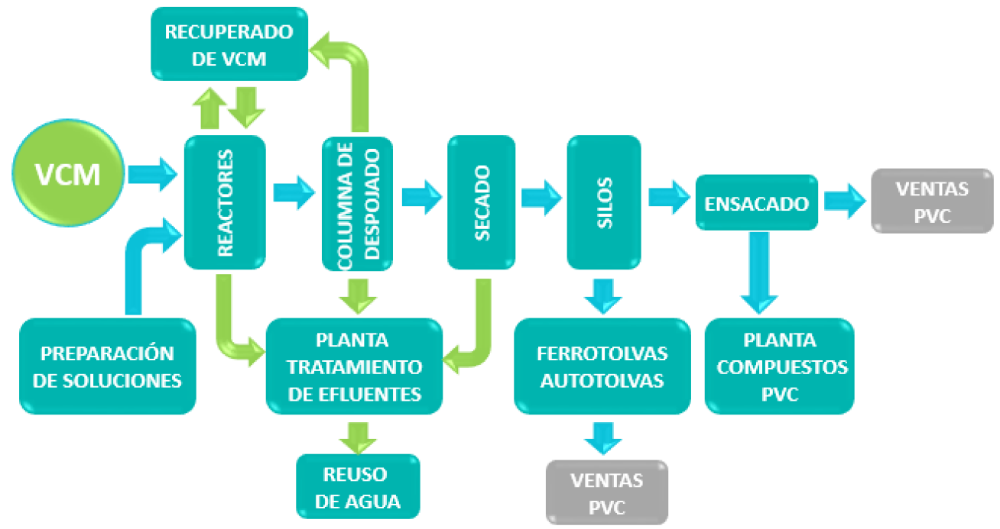 RECUPERADO
DE VCM
VCM
REACTORES
COLUMNA DE
DESPOJADO
SECADO
SILOS
ENSACADO
VENTAS
PVC
PREPARACIÓN
DE SOLUCIONES
PLANTA
TRATAMIENTO
DE EFLUENTES
FERROTOLVAS
AUTOTOLVAS
PLANTA
COMPUESTOS
PVC
REUSO
DE AGUA
VENTAS
PVC